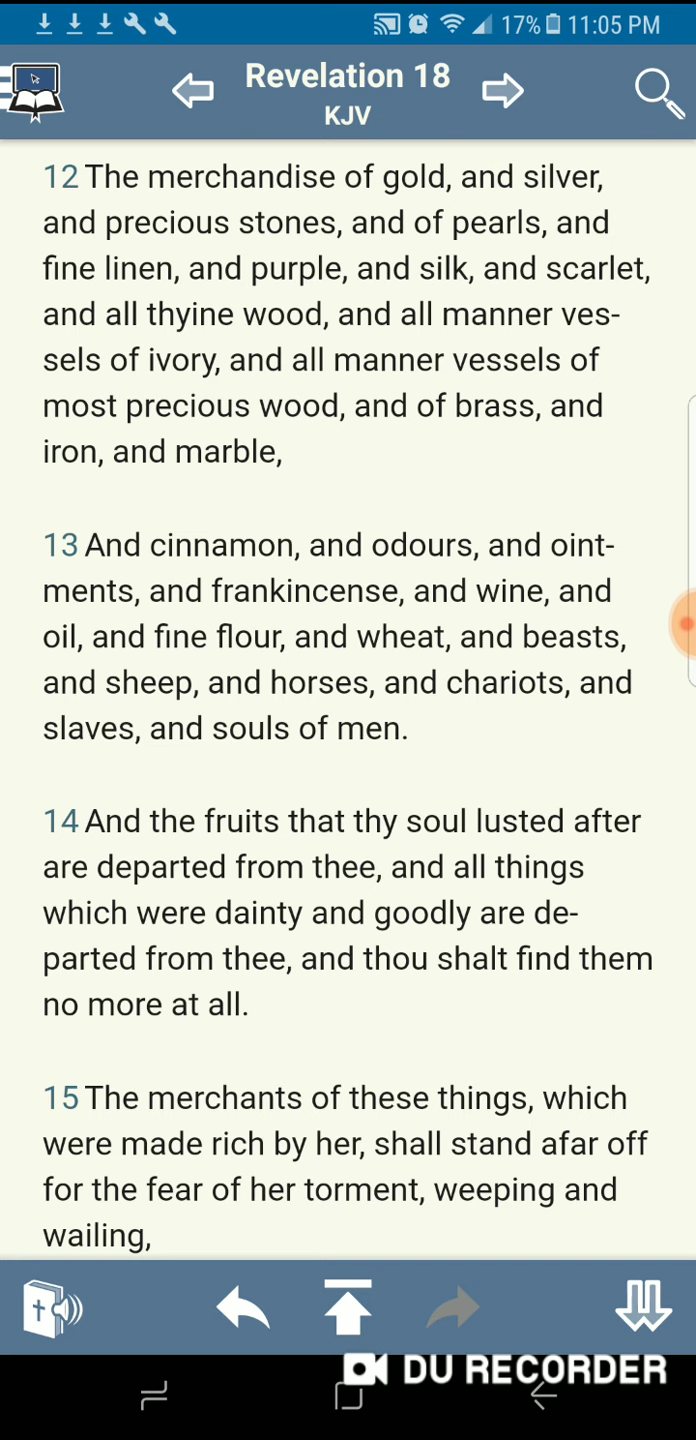 17% 11:05 PM
Revelation 18
KJV
12 The merchandise of gold, and silver,
and precious stones, and of pearls, and
fine linen, and purple, and silk, and scarlet,
and all thyine wood, and all manner ves-
sels of ivory, and all manner vessels of
most precious wood, and of brass, and
iron, and marble,
13 And cinnamon, and odours, and oint-
ments, and frankincense, and wine, and
oil, and fine flour, and wheat, and beasts,
and sheep, and horses, and chariots, and
slaves, and souls of men.
14 And the fruits that thy soul lusted after
are departed from thee, and all things
which were dainty and goodly are de-
parted from thee, and thou shalt find them
no more at all.
15 The merchants of these things, which
were made rich by her, shall stand afar off
for the fear of her torment, weeping and
wailing,
DU RECORDER